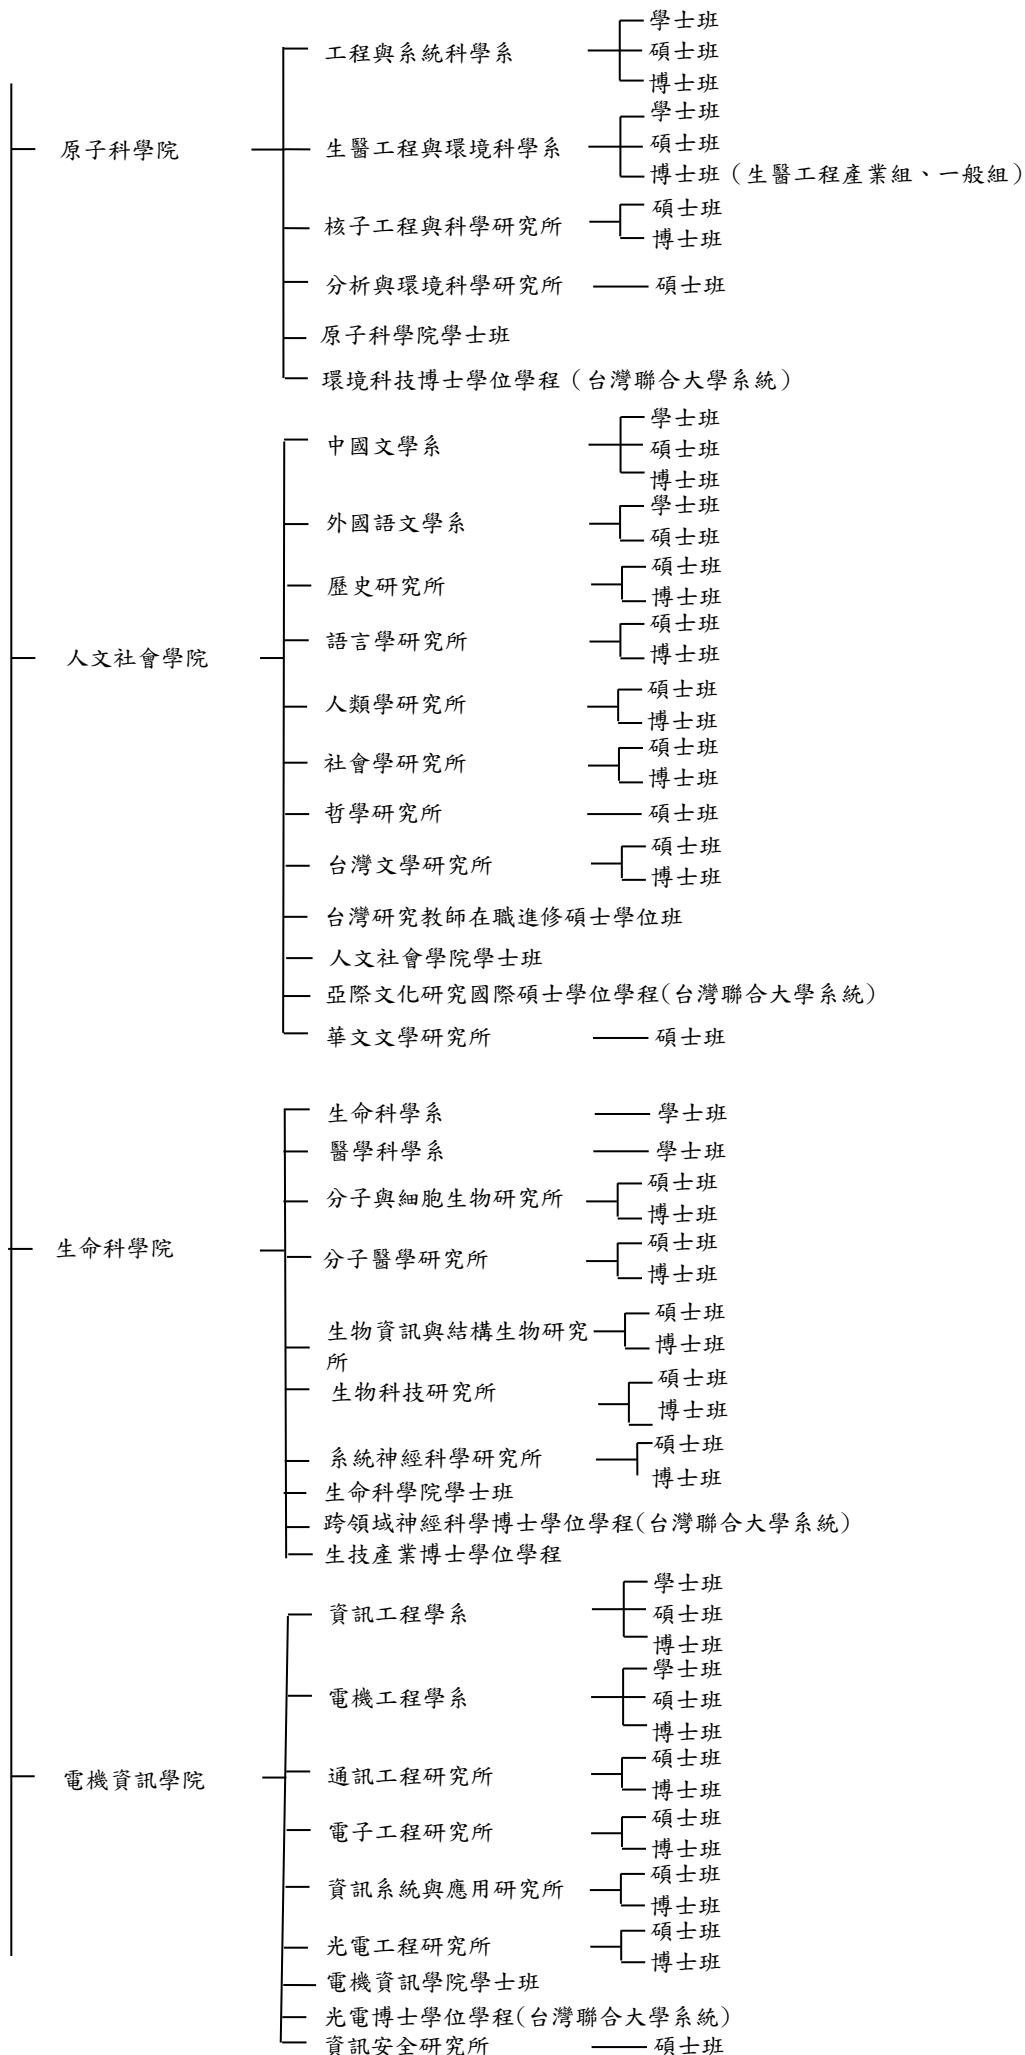 原子科學院
工程與系統科學系
學士班
碩士班
博士班
生醫工程與環境科學系
學士班
碩士班
博士班（生醫工程產業組、一般組）
核子工程與科學研究所
碩士班
博士班
分析與環境科學研究所
碩士班
原子科學院學士班
環境科技博士學位學程（台灣聯合大學系統）
人文社會學院
中國文學系
學士班
碩士班
博士班
外國語文學系
學士班
碩士班
歷史研究所
碩士班
博士班
語言學研究所
碩士班
博士班
人類學研究所
碩士班
博士班
社會學研究所
碩士班
博士班
哲學研究所
碩士班
台灣文學研究所
碩士班
博士班
台灣研究教師在職進修碩士學位班
人文社會學院學士班
亞際文化研究國際碩士學位學程(台灣聯合大學系統)
華文文學研究所
碩士班
生命科學院
生命科學系
學士班
醫學科學系
學士班
分子與細胞生物研究所
碩士班
博士班
分子醫學研究所
碩士班
博士班
生物資訊與結構生物研究
所
碩士班
博士班
生物科技研究所
碩士班
博士班
系統神經科學研究所
碩士班
博士班
生命科學院學士班
跨領域神經科學博士學位學程(台灣聯合大學系統)
生技產業博士學位學程
電機資訊學院
資訊工程學系
學士班
碩士班
博士班
電機工程學系
學士班
碩士班
博士班
通訊工程研究所
碩士班
博士班
電子工程研究所
碩士班
博士班
資訊系統與應用研究所
碩士班
博士班
光電工程研究所
碩士班
博士班
電機資訊學院學士班
光電博士學位學程(台灣聯合大學系統)
資訊安全研究所
碩士班